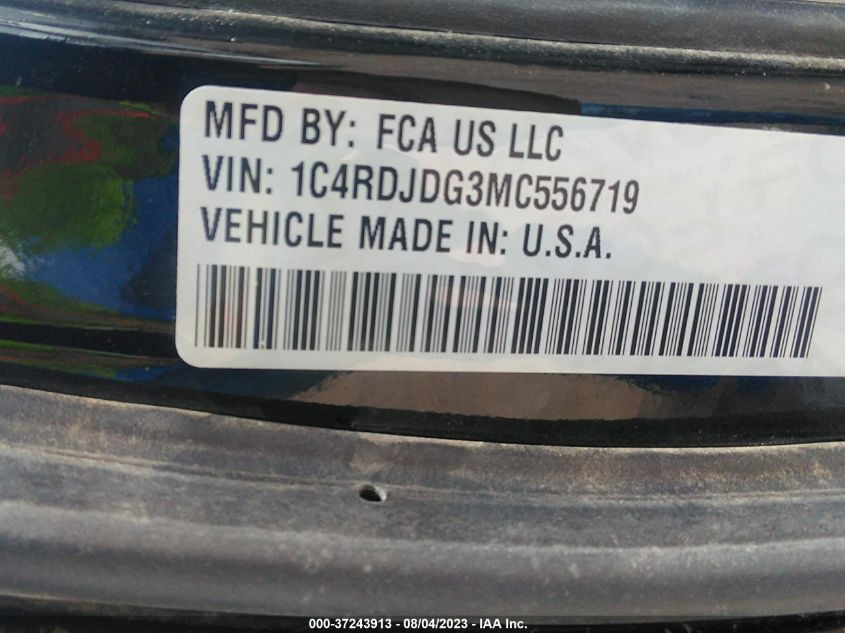 MFD BY: FCA US LLC
VIN: 1C4RDJDG3MC556719
VEHICLE MADE IN: U.S.A.
000-37243913 - 08/04/2023 - IAA Inc.